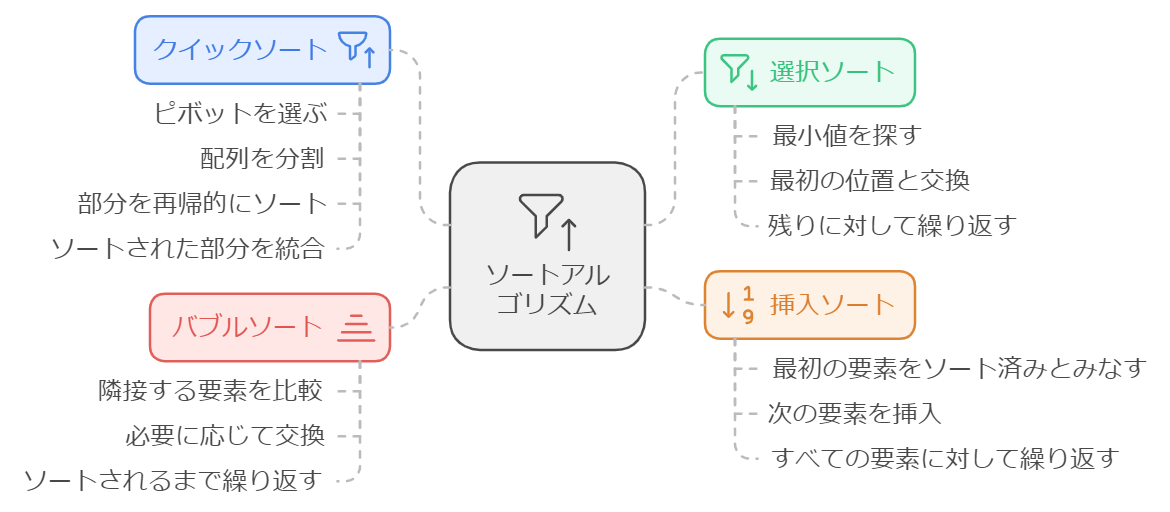 クイックソート
ピボットを選ぶ
配列を分割
部分を再帰的にソート
ソートされた部分を統合
バブルソート
隣接する要素を比較
必要に応じて交換
ソートされるまで繰り返す
ソートアル
ゴリズム
選択ソート
最小値を探す
最初の位置と交換
残りに対して繰り返す
1
9
挿入ソート
最初の要素をソート済みとみなす
次の要素を挿入
すべての要素に対して繰り返す